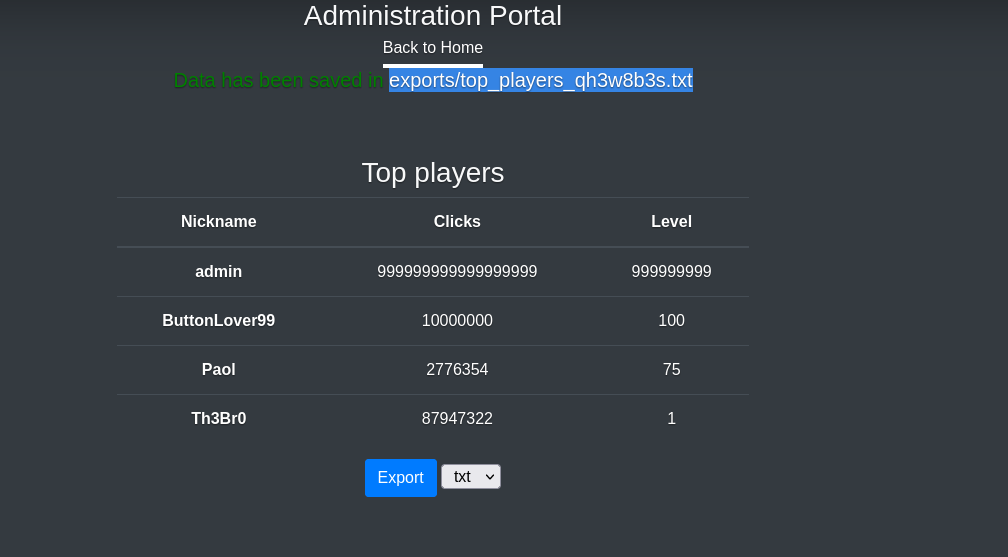 Administration Portal
Back to Home
Data has been saved in exports/top_players_qh3w8b3s.txt
Top players
Nickname Clicks Level
admin 999999999999999999 999999999
ButtonLover99 10000000 100
Paol 2776354 75
Th3Br0 87947322 1
Export txt